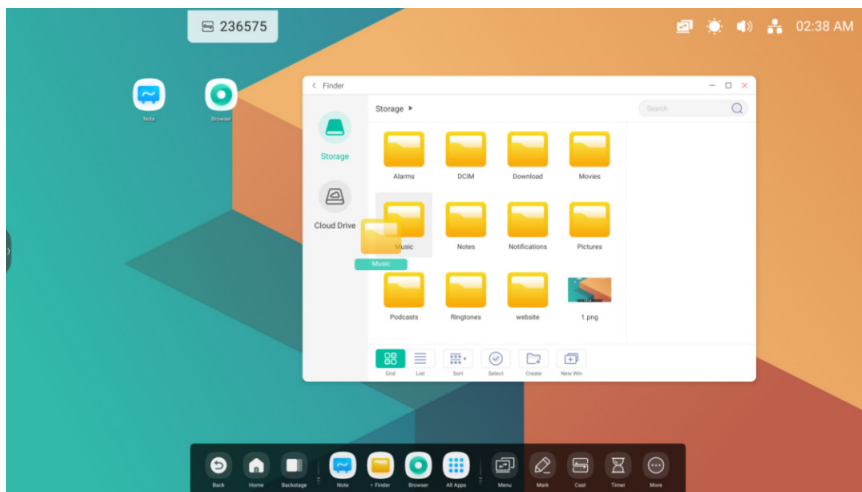 236575
02:38 AM
Note
Browser
Finder
Storage
Search
Storage
Cloud Drive
Alarms
DCIM
Download
Movies
Music
Notes
Notifications
Pictures
Music
Podcasts
Ringtones
website
1.png
Grid
List
Sort
Select
Create
New Win
Back
Home
Backstage
Note
• Finder
Browser
All Apps
Menu
Mark
Cast
Timer
More